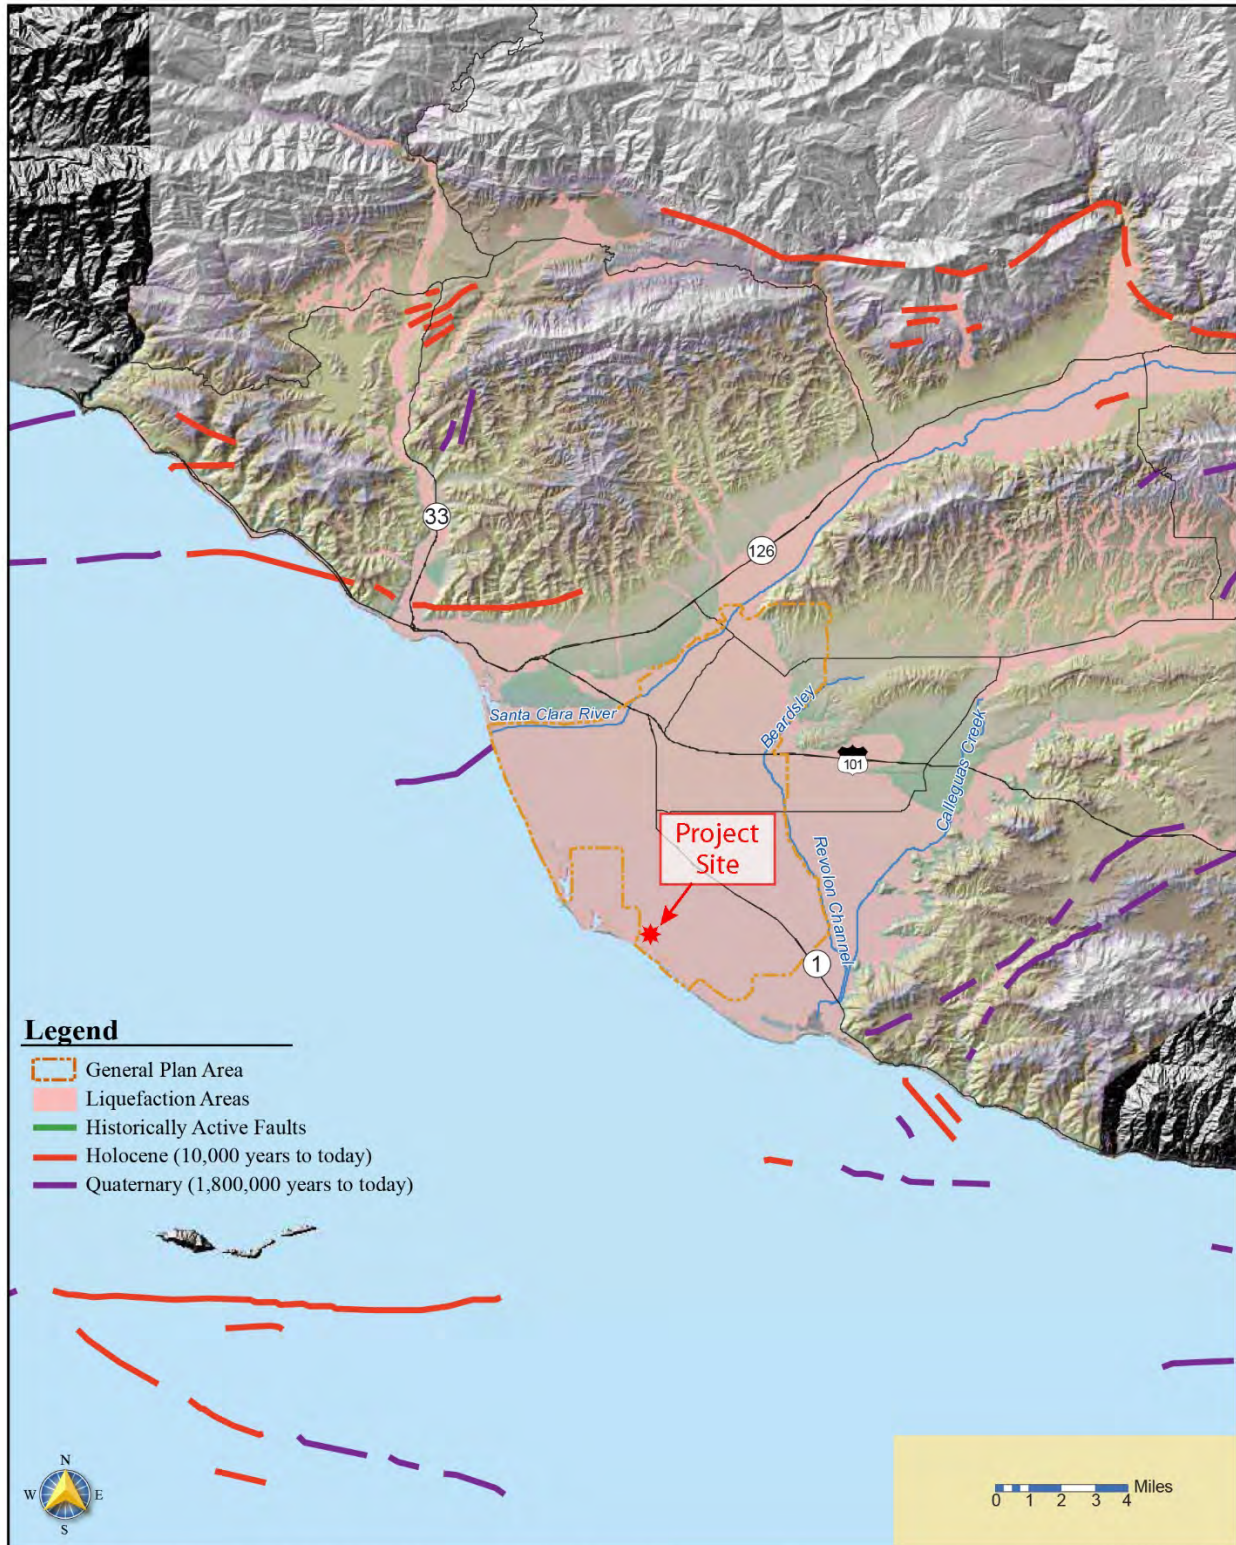 33
126
Santa Clara River
Beardsley
101
Calleguas Creek
Project
Site
Revolon Channel
1
Legend
General Plan Area
Liquefaction Areas
Historically Active Faults
Holocene (10,000 years to today)
Quaternary (1,800,000 years to today)
N
W
E
S
Miles
0 1 2 3 4